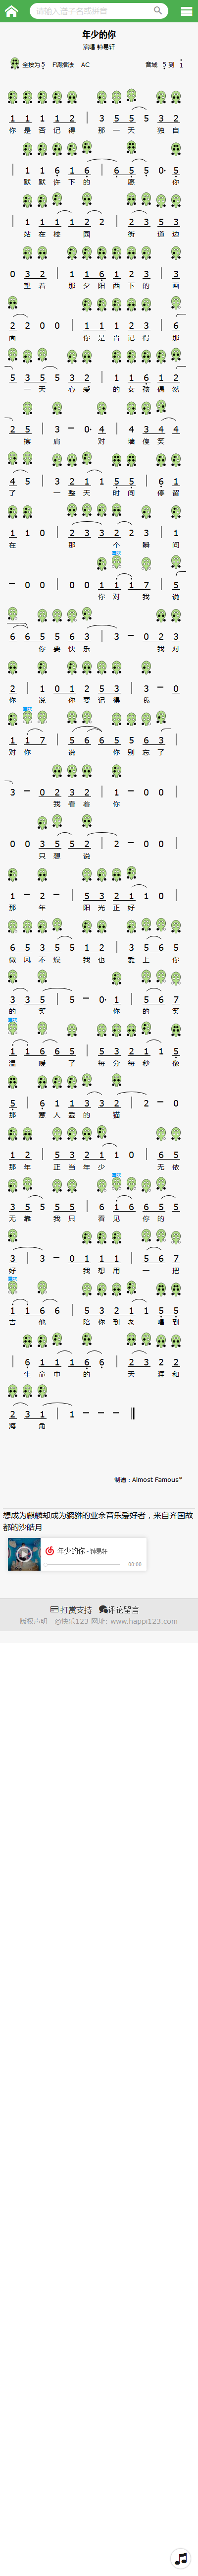 请输入谱子名或拼音
年少的你
演唱 钟易轩
全按为 5 F调指法 AC 音域 5 到 1
1 1 1 1 2 | 3 5 5 5 3 2
你 是 否 记 得 那 一 天 独 自
| 1 1 6 1 6 | 6 5 5 0· 5
默 默 许 下 的 愿 你
| 1 1 1 1 2 2 | 2 3 5 3
站 在 校 园 街 道 边
0 3 2 | 1 1 6 1 2 3 | 3
望 着 那 夕 阳 西 下 的 画
2 2 0 0 | 1 1 1 2 3 | 6
面 你 是 否 记 得 那
5 3 5 5 3 2 | 1 1 6 1 2
一 天 心 爱 的 女 孩 偶 然
2 5 | 3 - 0· 4 | 4 3 4 4
擦 肩 对 墙 傻 笑
4 5 | 3 2 1 1 5 5 | 6 1
了 一 整 天 时 间 停 留
1 1 0 | 2 3 3 2 2 3 | 1
在 那 个 瞬 间
- 0 0 | 0 0 1 1 1 7 | 5
你 对 我 说
6 6 5 5 6 3 | 3 - 0 2 3
你 要 快 乐 我 对
2 | 1 0 1 2 5 3 | 3 - 0
你 说 你 要 记 得 我
1 1 7 | 5 6 6 5 5 6 3 |
对 你 说 你 别 忘 了
3 - 0 2 3 2 | 1 - 0 0 |
我 看 着 你
0 0 3 5 5 2 | 2 - 0 0 |
只 想 说
1 - 2 - | 5 3 2 1 1 0 |
那 年 阳 光 正 好
6 5 3 5 5 1 2 | 3 5 6 5
微 风 不 燥 我 也 爱 上 你
3 3 5 | 5 - 0· 1 | 5 6 7
的 笑 你 的 笑
1 1 6 6 5 | 5 3 2 1 1 5
温 暖 了 每 分 每 秒 像
5 | 6 1 1 3 3 2 | 2 - 0
那 惹 人 爱 的 猫
1 2 | 5 3 2 1 1 0 | 6 5
那 年 正 当 年 少 无 依
3 5 5 5 5 | 6 1 6 6 5 5
无 靠 我 只 看 见 你 的
3 | 3 - 0 1 1 1 | 5 6 7
我 想 用 一 把
1 1 6 6 | 5 3 2 1 1 5 5
吉 他 陪 你 到 老 唱 到
| 6 1 1 1 6 6 | 2 3 2 2
生 命 中 的 天 涯 和
2 3 1 | 1 - - -
海 角
制谱：Almost Famous"
想成为麒麟却成为貔貅的业余音乐爱好者，来自齐国故都的沙皓月
年少的你 - 钟易轩
- 00:00
打赏支持 评论留言
版权声明 ©快乐123 网址: www.happi123.com